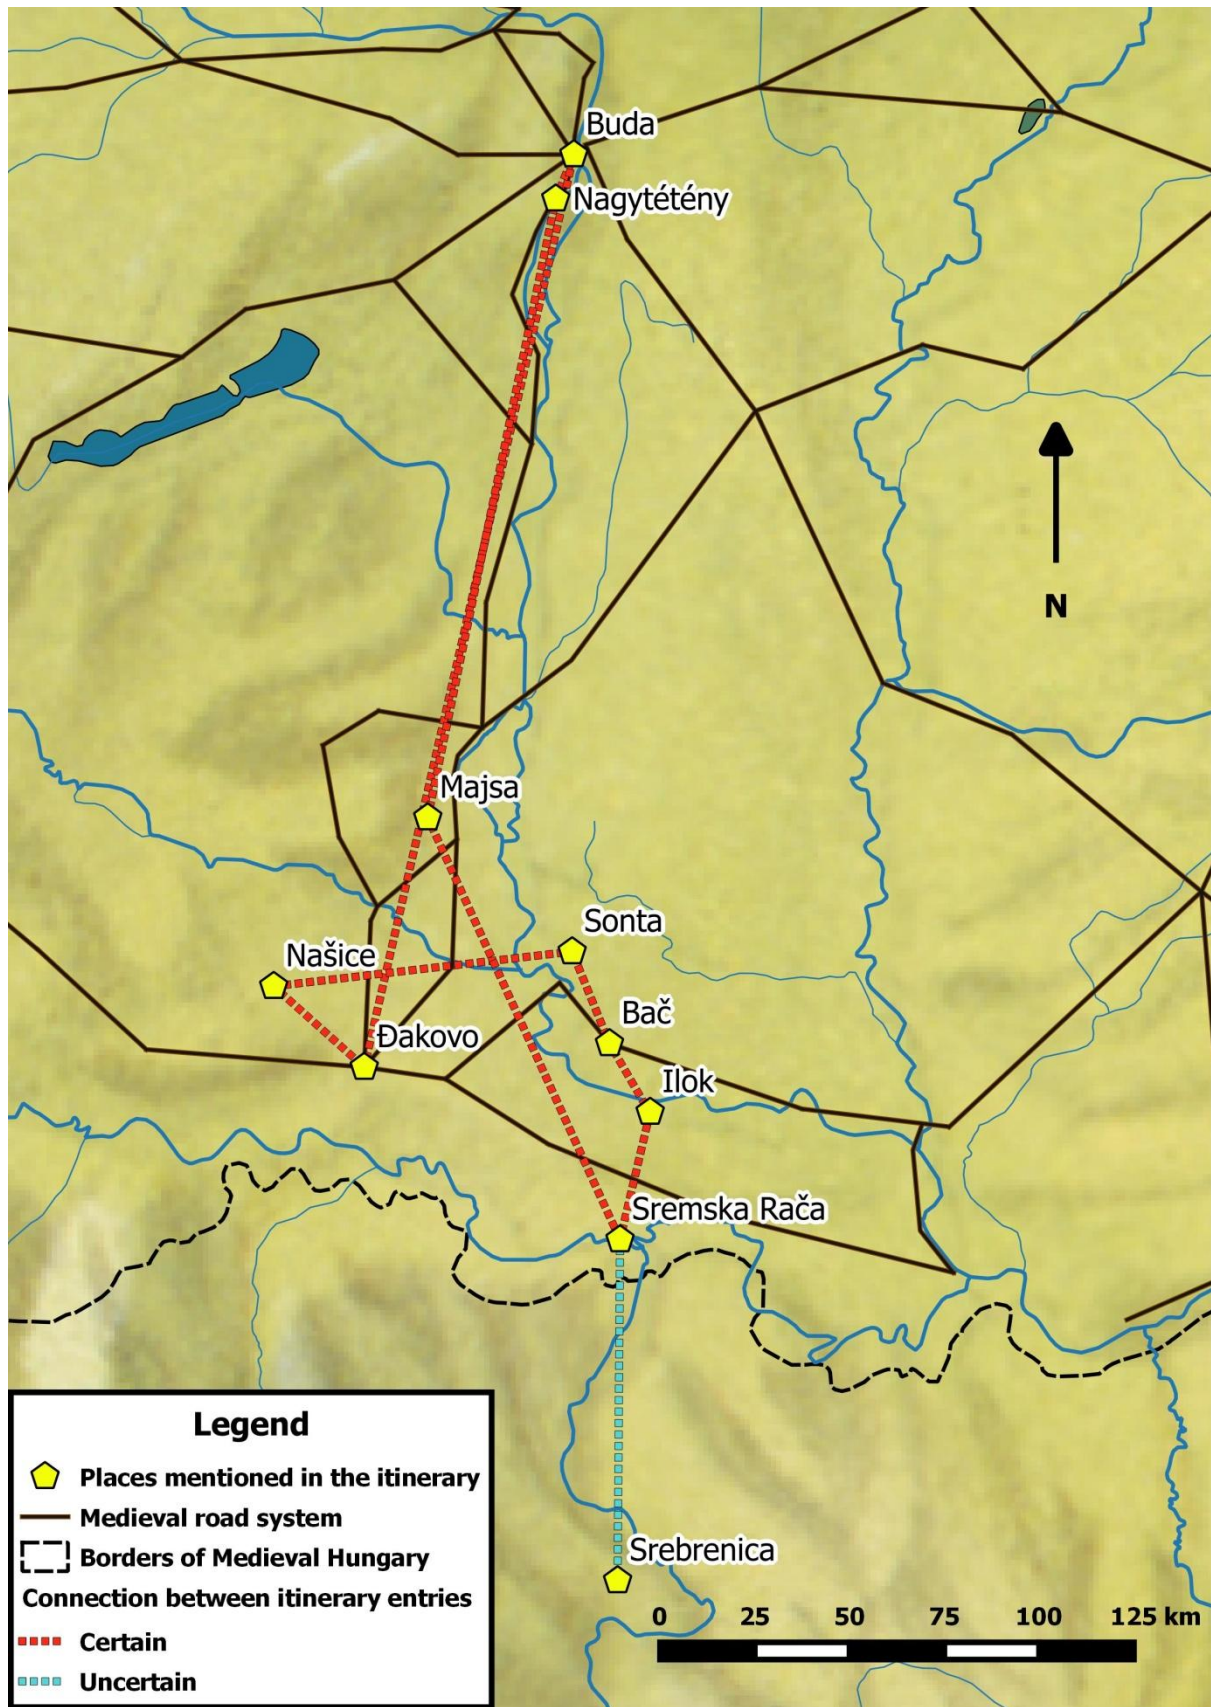 Buda
Nagytétény
N
Majsa
Sonta
Našice
Bač
Đakovo
Ilok
Sremska Rača
Srebrenica
Legend
Places mentioned in the itinerary
Medieval road system
Borders of Medieval Hungary
Connection between itinerary entries
Certain
Uncertain
0 25 50 75 100 125 km